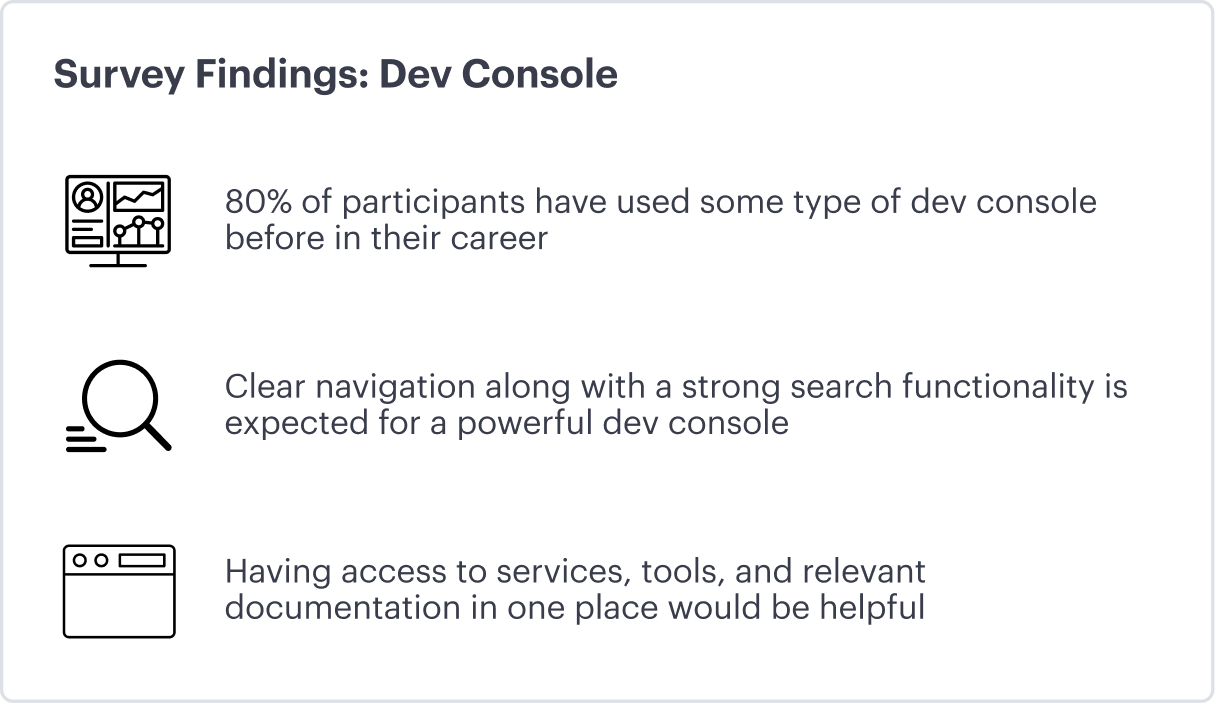 Survey Findings: Dev Console
80% of participants have used some type of dev console
before in their career
Clear navigation along with a strong search functionality is
expected for a powerful dev console
Having access to services, tools, and relevant
documentation in one place would be helpful